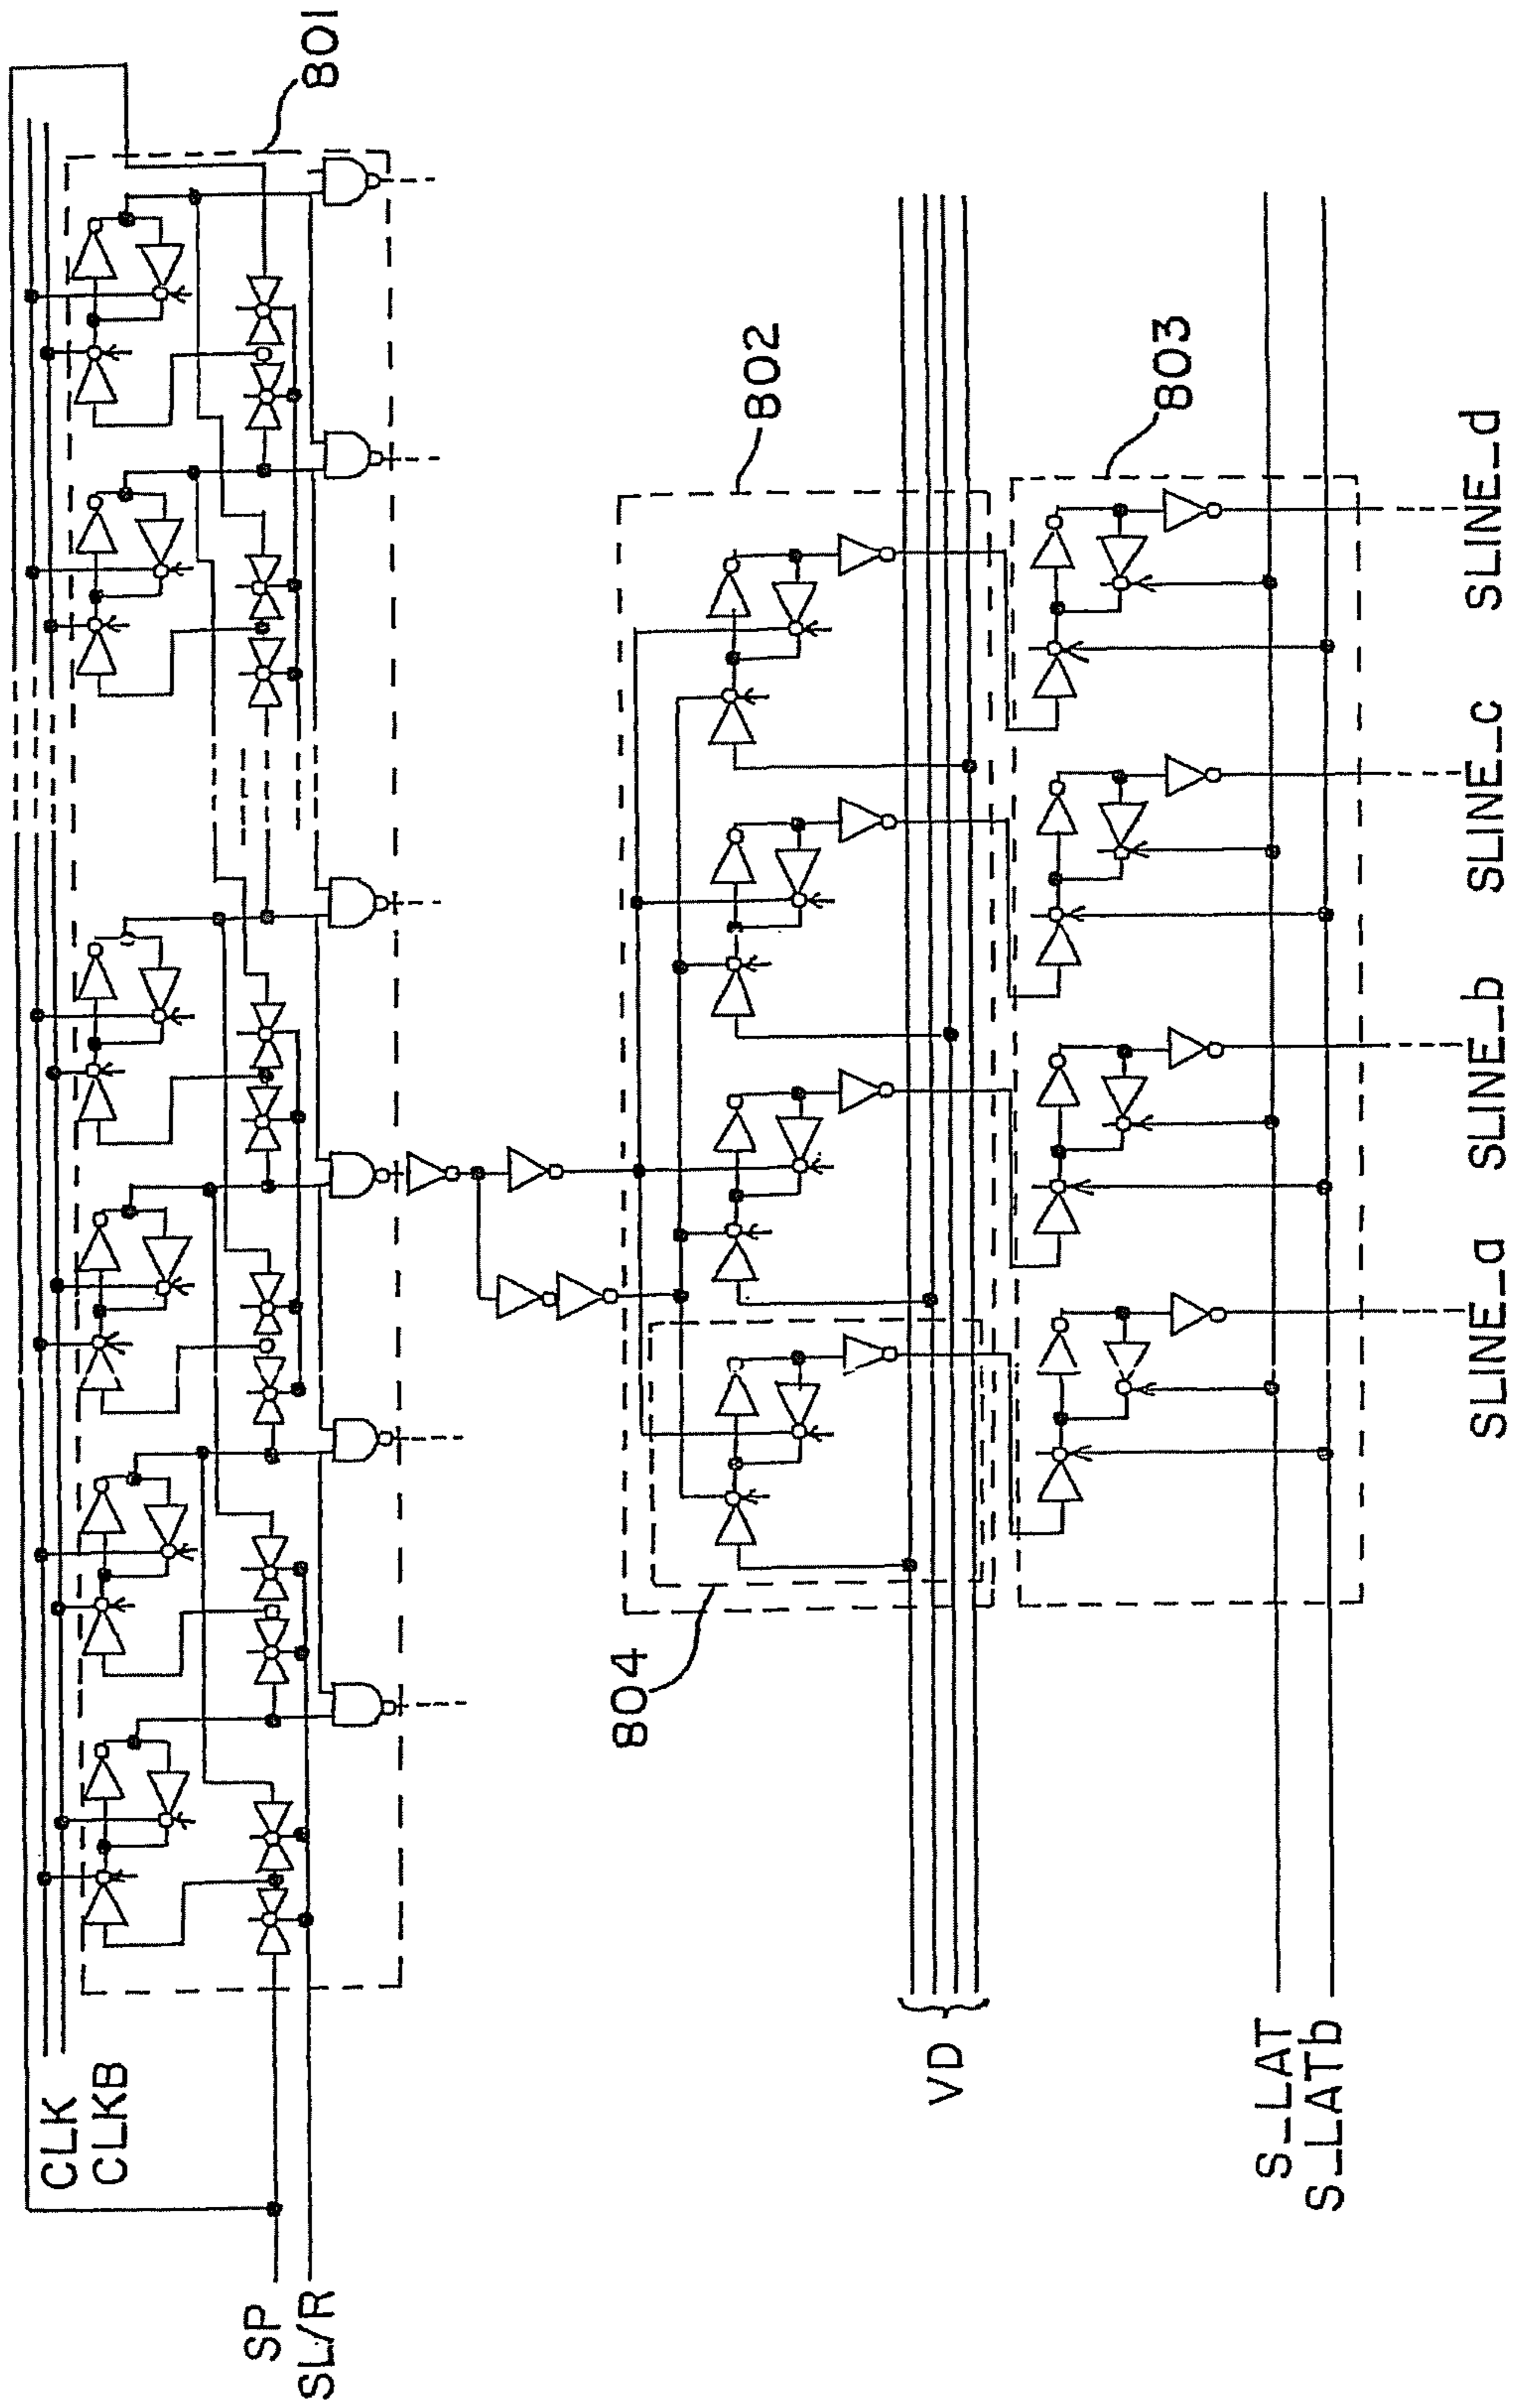 CLK
CLKB
SP
SL/R
801
802
804
VD
803
S_LAT
S_LATb
SLINE_a
SLINE_b
SLINE_c
SLINE_d